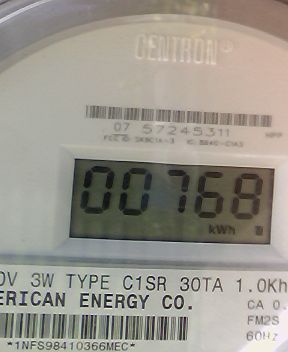 CENTRON®
07 57245311
00768
kWh
0V 3W TYPE C1SR 30TA 1.0Kh
ERICAN ENERGY CO.
CA 0.
FM2S
60Hz
*1NFS98410366MEC*